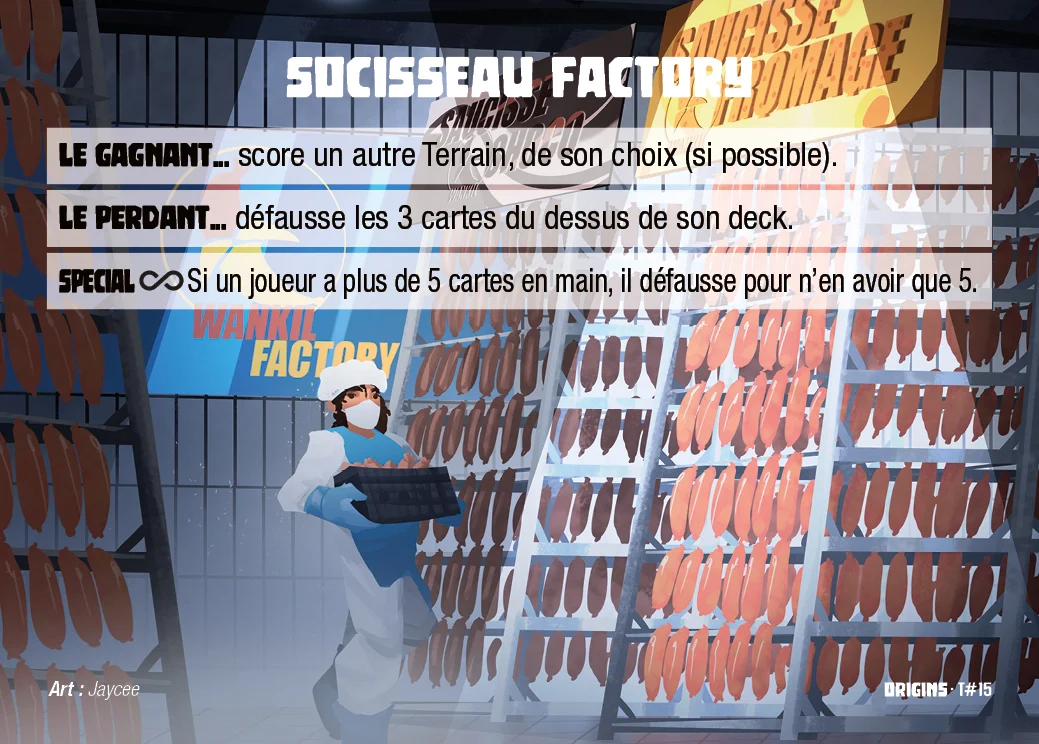 SAUCISSE
FROMAGE
SOCISSEAU FACTORY
SAUCISSE
LE GAGNANT... score un autre Terrain, de son choix (si possible).
LE PERDANT... défausse les 3 cartes du dessus de son deck.
SPECIAL ∞ Si un joueur a plus de 5 cartes en main, il défausse pour n'en avoir que 5.
WANKIL
FACTORY
Art : Jaycee
ORIGINS · T#15